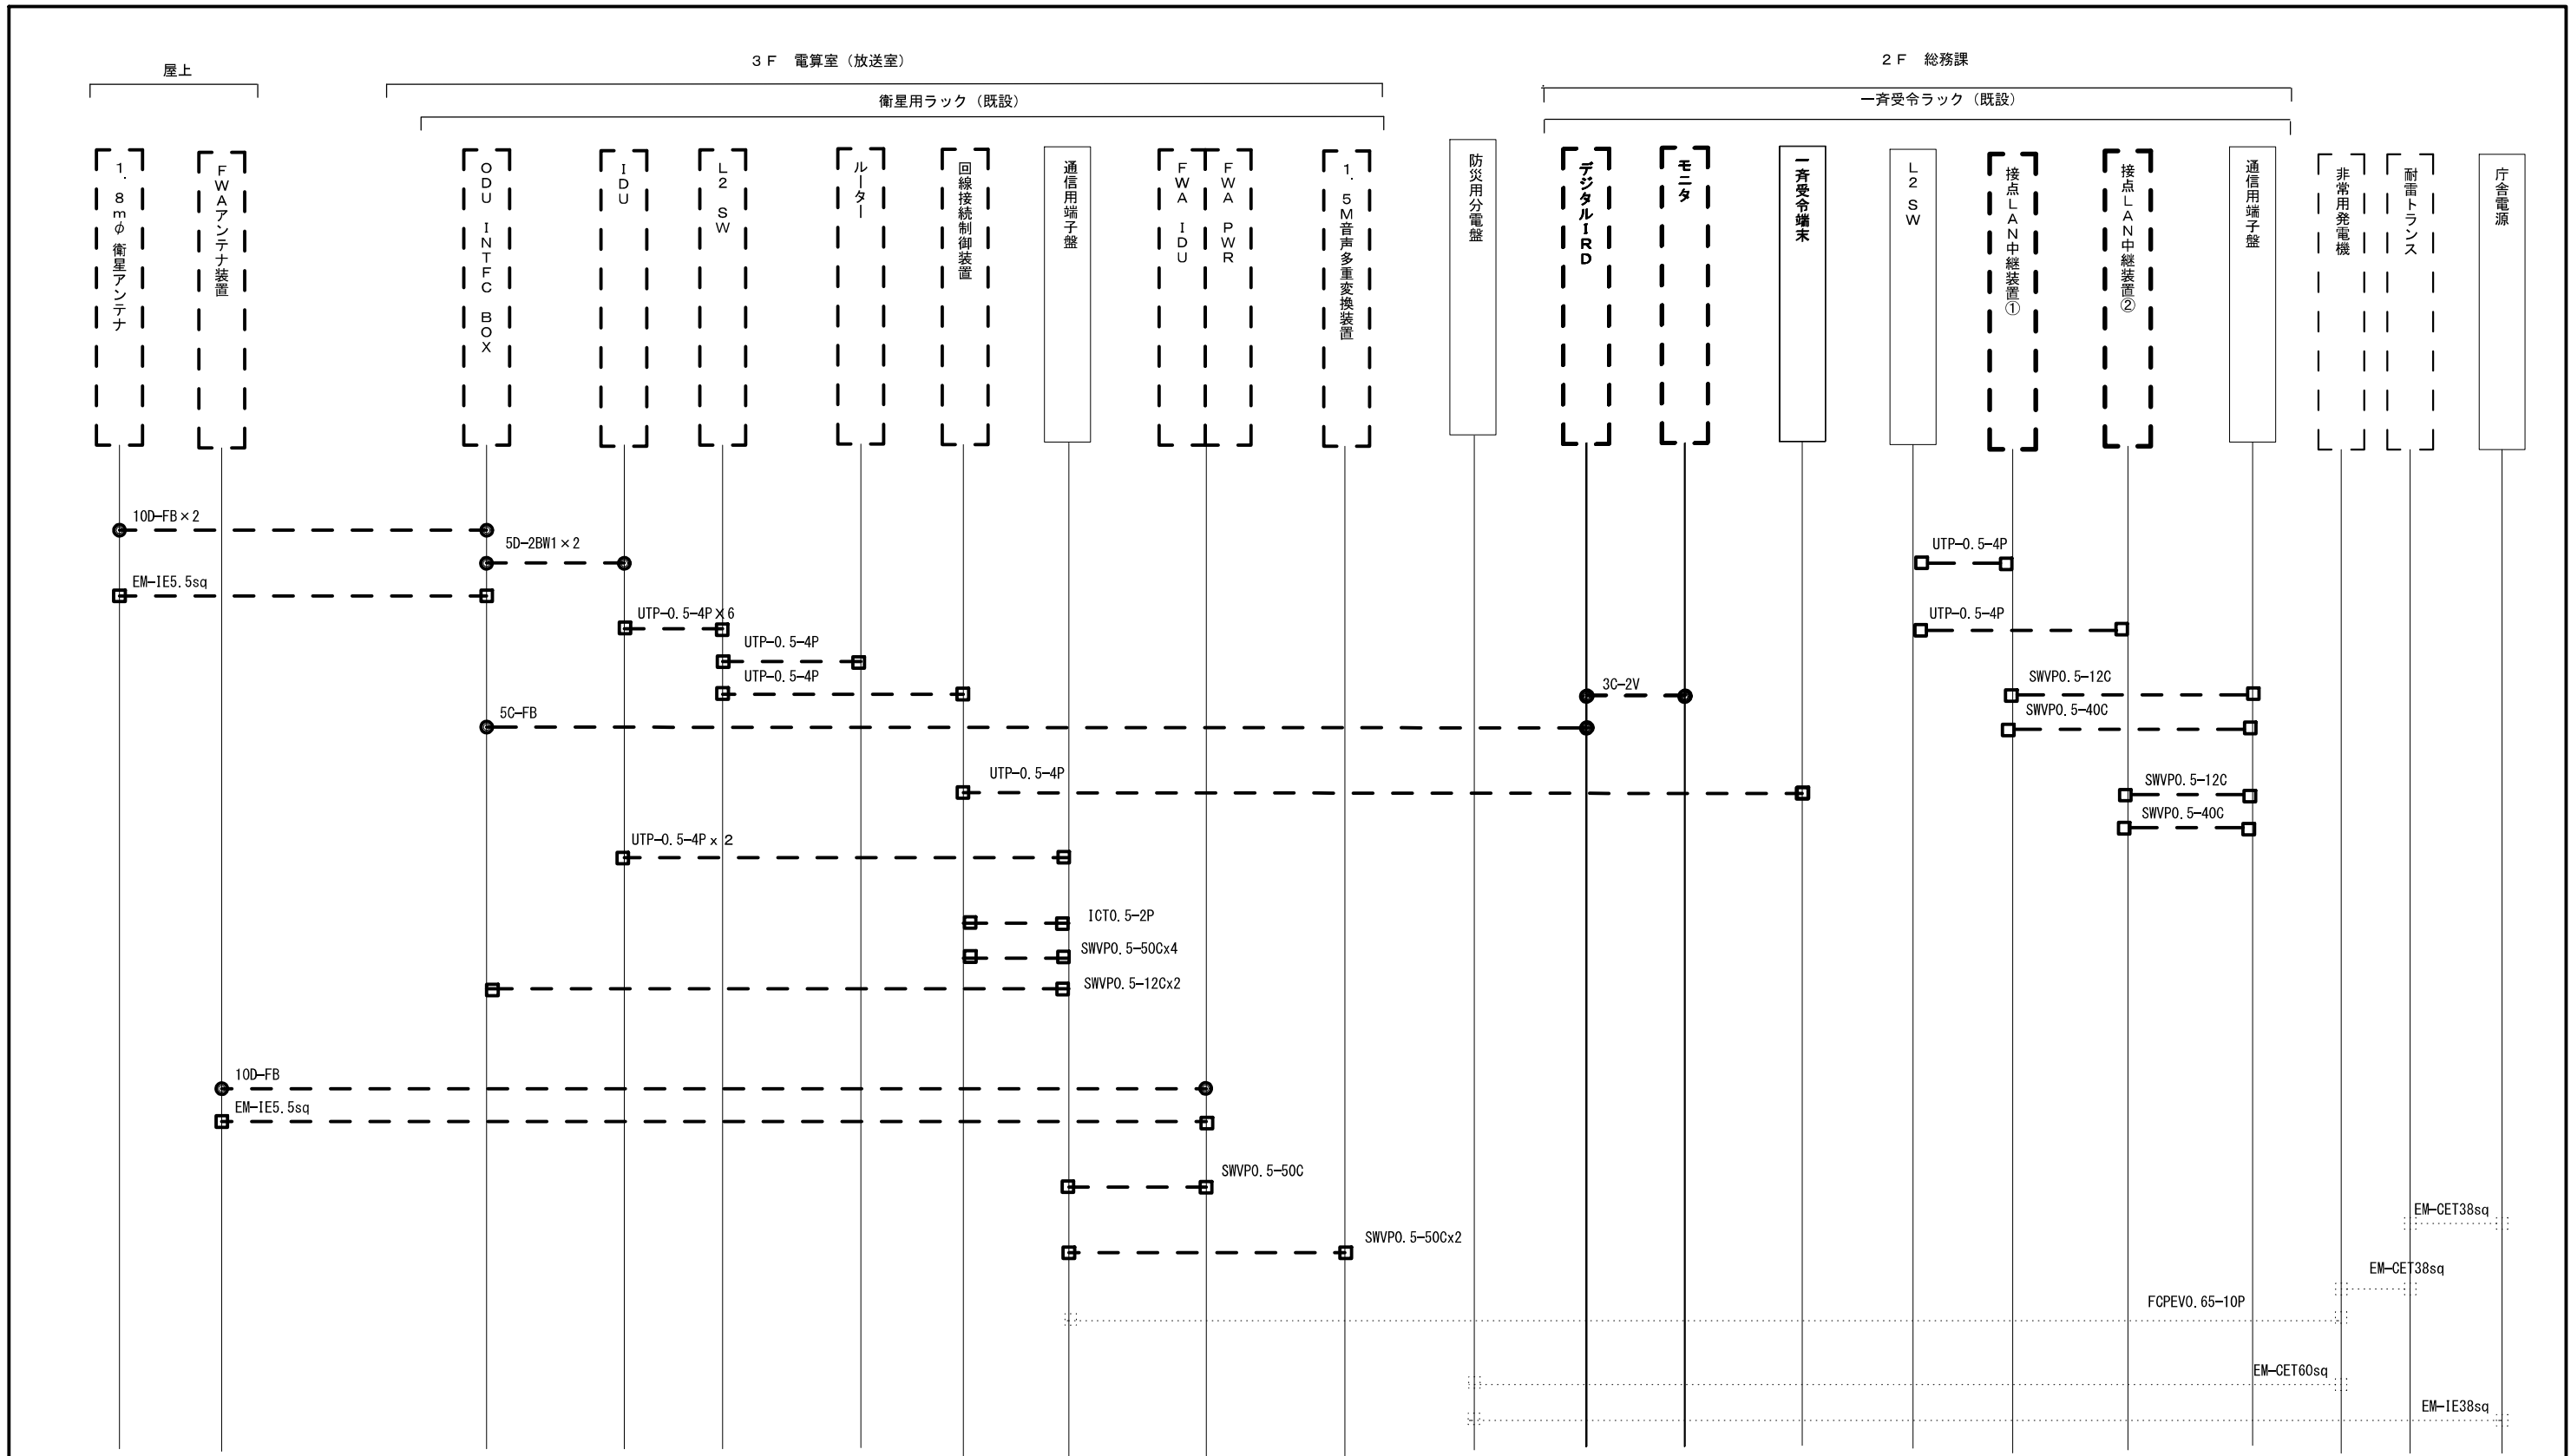 屋上
3F 電算室（放送室）
2F 総務課
衛星用ラック（既設）
一斉受令ラック（既設）
1.8mφ衛星アンテナ
FWAアンテナ装置
ODU INTFC BOX
IDU
L2 SW
ルーター
回線接続制御装置
通信用端子盤
FWA IDU
FWA PWR
1.5M音声多重変換装置
防災用分電盤
デジタルIRD
モニタ
一斉受令端末
L2 SW
接点LAN中継装置①
接点LAN中継装置②
通信用端子盤
非常用発電機
耐雷トランス
庁舎電源
10D-FB×2
5D-2BW1×2
UTP-0.5-4P
EM-IE5.5sq
UTP-0.5-4P×6
UTP-0.5-4P
UTP-0.5-4P
UTP-0.5-4P
3C-2V
SWVP0.5-12C
5C-FB
SWVP0.5-40C
UTP-0.5-4P
SWVP0.5-12C
SWVP0.5-40C
UTP-0.5-4P x 2
ICT0.5-2P
SWVP0.5-50Cx4
SWVP0.5-12Cx2
10D-FB
EM-IE5.5sq
SWVP0.5-50C
EM-CET38sq
SWVP0.5-50Cx2
EM-CET38sq
FCPEV0.65-10P
EM-CET60sq
EM-IE38sq